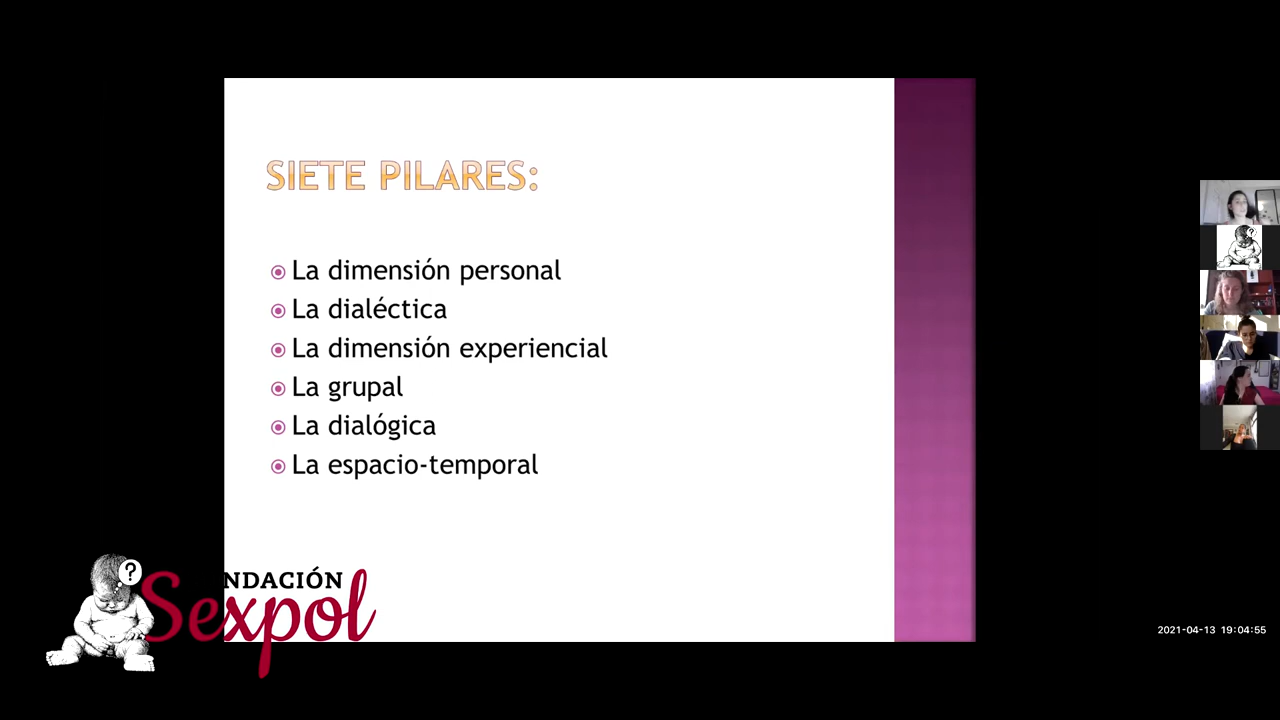 SIETE PILARES:
La dimensión personal
La dialéctica
La dimensión experiencial
La grupal
La dialógica
La espacio-temporal
?
NDACIÓN
Sexpol
2021-04-13 19:04:55